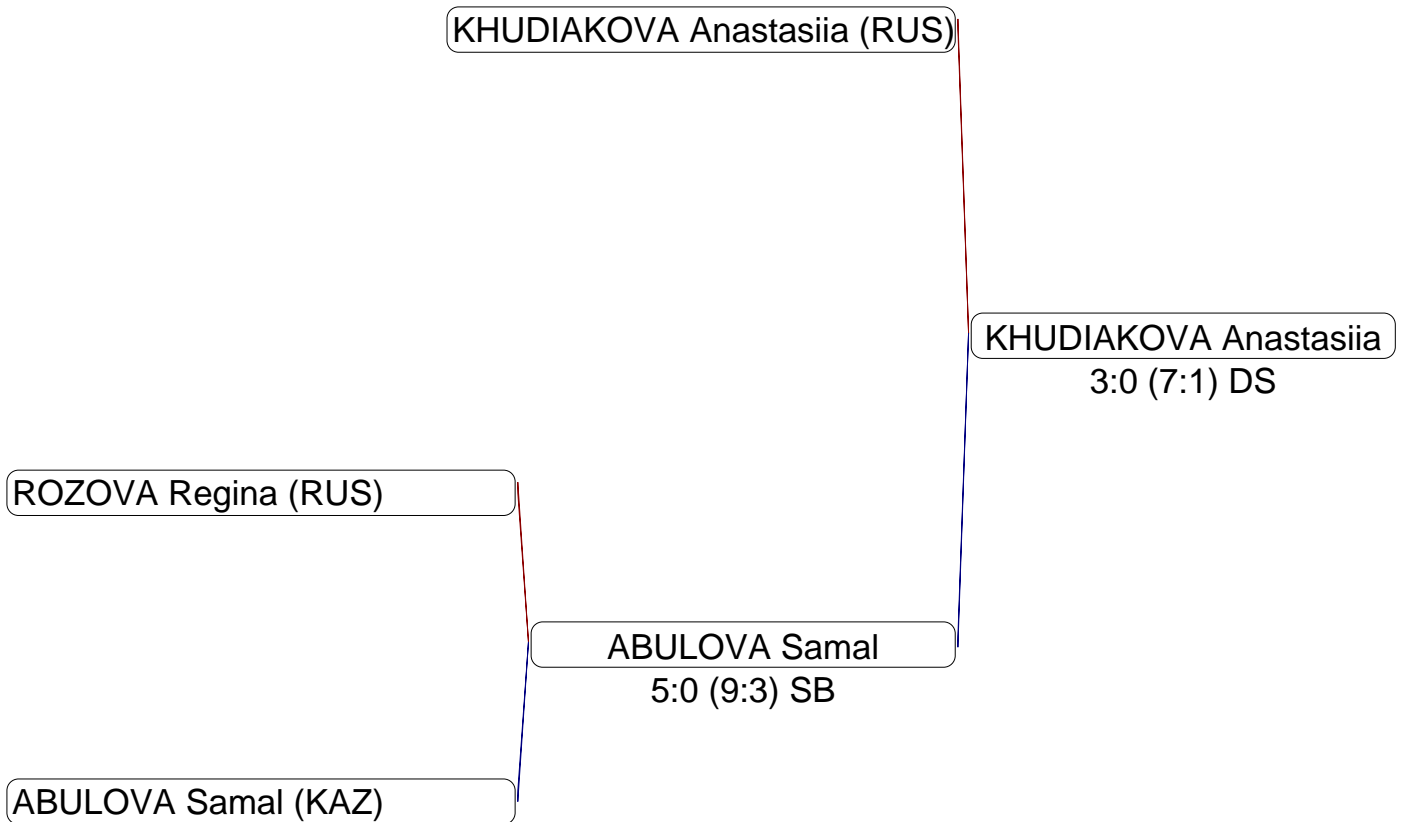 KHUDIAKOVA Anastasiia (RUS)
KHUDIAKOVA Anastasiia
3:0 (7:1) DS
ROZOVA Regina (RUS)
ABULOVA Samal
5:0 (9:3) SB
ABULOVA Samal (KAZ)